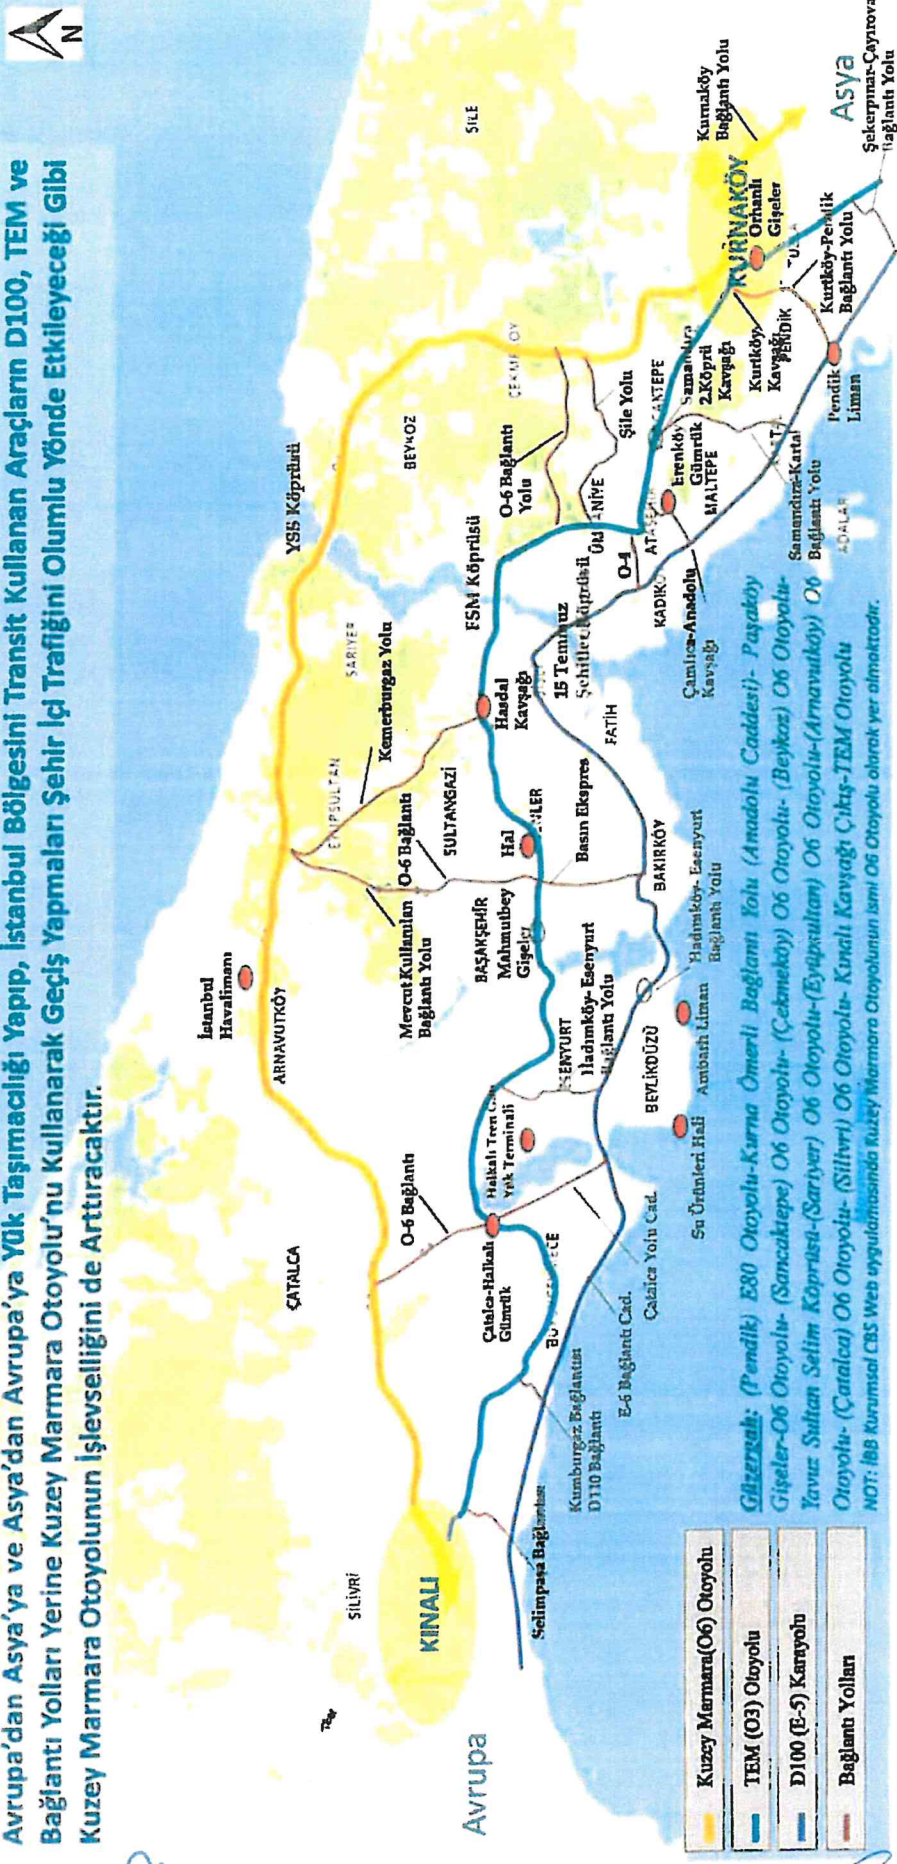 Avrupa'dan Asya'ya ve Asya'dan Avrupa'ya Yük Taşımacılığı Yapıp, İstanbul Bölgesini Transit Kullanan Araçların D100, TEM ve
Bağlantı Yolları Yerine Kuzey Marmara Otoyolu'nu Kullanarak Geçiş Yapmaları Şehir İçi Trafiğini Olumlu Yönde Etkileyeceği Gibi
Kuzey Marmara Otoyolunun İşlevselliğini de Arttıracaktır.
N
ŞİLE
YSS Köprüsü
BEYKOZ
SARIYER
Kemerburgaz Yolu
FSM Köprüsü
O-6 Bağlantı
Yolu
Şile Yolu
Kurnaköy
Bağlantı Yolu
KURNAKÖY
Asya
Şekerpınar-Çayırova
Bağlantı Yolu
Orhanlı
Gişeler
Kurtköy-Pendik
Bağlantı Yolu
Kurtköy
Kavşağı
PENDİK
Pendik
Liman
Samandıra
2.Köprü
Kavşağı
Erenköy
Gümrük
MALTEPE
Samandıra-Kartal
Bağlantı Yolu
ADALAR
O-4
Çamlıca-Anadolu
Kavşağı
15 Temmuz
Şehitler Köprüsü
Hasdal
Kavşağı
FATİH
İstanbul
Havalimanı
ARNAVUTKÖY
O-6 Bağlantı
SULTANGAZİ
Hal
Basın Ekspres
BAKIRKÖY
Mevcut Kullanılan
Bağlantı Yolu
BAŞAKŞEHİR
Mahmutbey
Gişeler
Hadımköy- Esenyurt
Bağlantı Yolu
Hadımköy- Esenyurt
Bağlantı Yolu
BEYLİKDÜZÜ
Ambarlı Liman
Su Ürünleri Hali
ÇATALCA
O-6 Bağlantı
Yük Terminali
Çatalca-Halkalı
Gümrük
Çatalca Yolu Cad.
E-6 Bağlantı Cad.
Kumburgaz Bağlantısı
D110 Bağlantı
Selimpaşa Bağlantısı
SİLİVRİ
KINALI
Avrupa
Kuzey Marmara(O6) Otoyolu
TEM (O3) Otoyolu
D100 (E-5) Karayolu
Bağlantı Yolları
Güzergah: (Pendik) E80 Otoyolu-Kurna Ömerli Bağlantı Yolu (Anadolu Caddesi)- Paşaköy
Gişeler-O6 Otoyolu- (Sancaktepe) O6 Otoyolu- (Çekmeköy) O6 Otoyolu- (Beykoz) O6 Otoyolu-
Yavuz Sultan Selim Köprüsü-(Sarıyer) O6 Otoyolu-(Eyüpsultan) O6 Otoyolu-(Arnavutköy) O6
Otoyolu- (Çatalca) O6 Otoyolu- (Silivri) O6 Otoyolu- Kınalı Kavşağı Çıkış-TEM Otoyolu
NOT: İBB Kurumsal CBS Web uygulamasında Kuzey Marmara Otoyolunun ismi O6 Otoyolu olarak yer almaktadır.